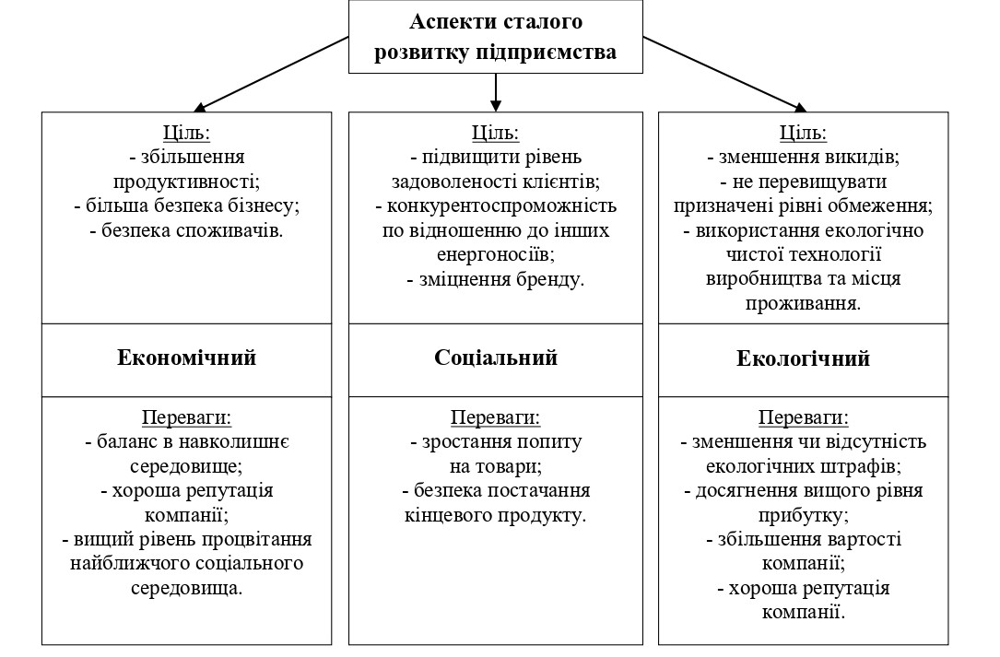 Аспекти сталого
розвитку підприємства
Ціль:
- збільшення
продуктивності;
- більша безпека бізнесу;
- безпека споживачів.
Економічний
Переваги:
- баланс в навколишнє
середовище;
- хороша репутація
компанії;
- вищий рівень процвітання
найближчого соціального
середовища.
Ціль:
- підвищити рівень
задоволеності клієнтів;
- конкурентоспроможність
по відношенню до інших
енергоносіїв;
- зміцнення бренду.
Соціальний
Переваги:
- зростання попиту
на товари;
- безпека постачання
кінцевого продукту.
Ціль:
- зменшення викидів;
- не перевищувати
призначені рівні обмеження;
- використання екологічно
чистої технології
виробництва та місця
проживання.
Екологічний
Переваги:
- зменшення чи відсутність
екологічних штрафів;
- досягнення вищого рівня
прибутку;
- збільшення вартості
компанії;
- хороша репутація
компанії.